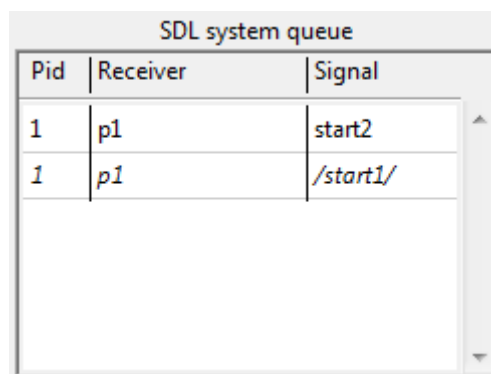 SDL system queue
Pid Receiver Signal
1 p1 start2
1 p1 /start1/